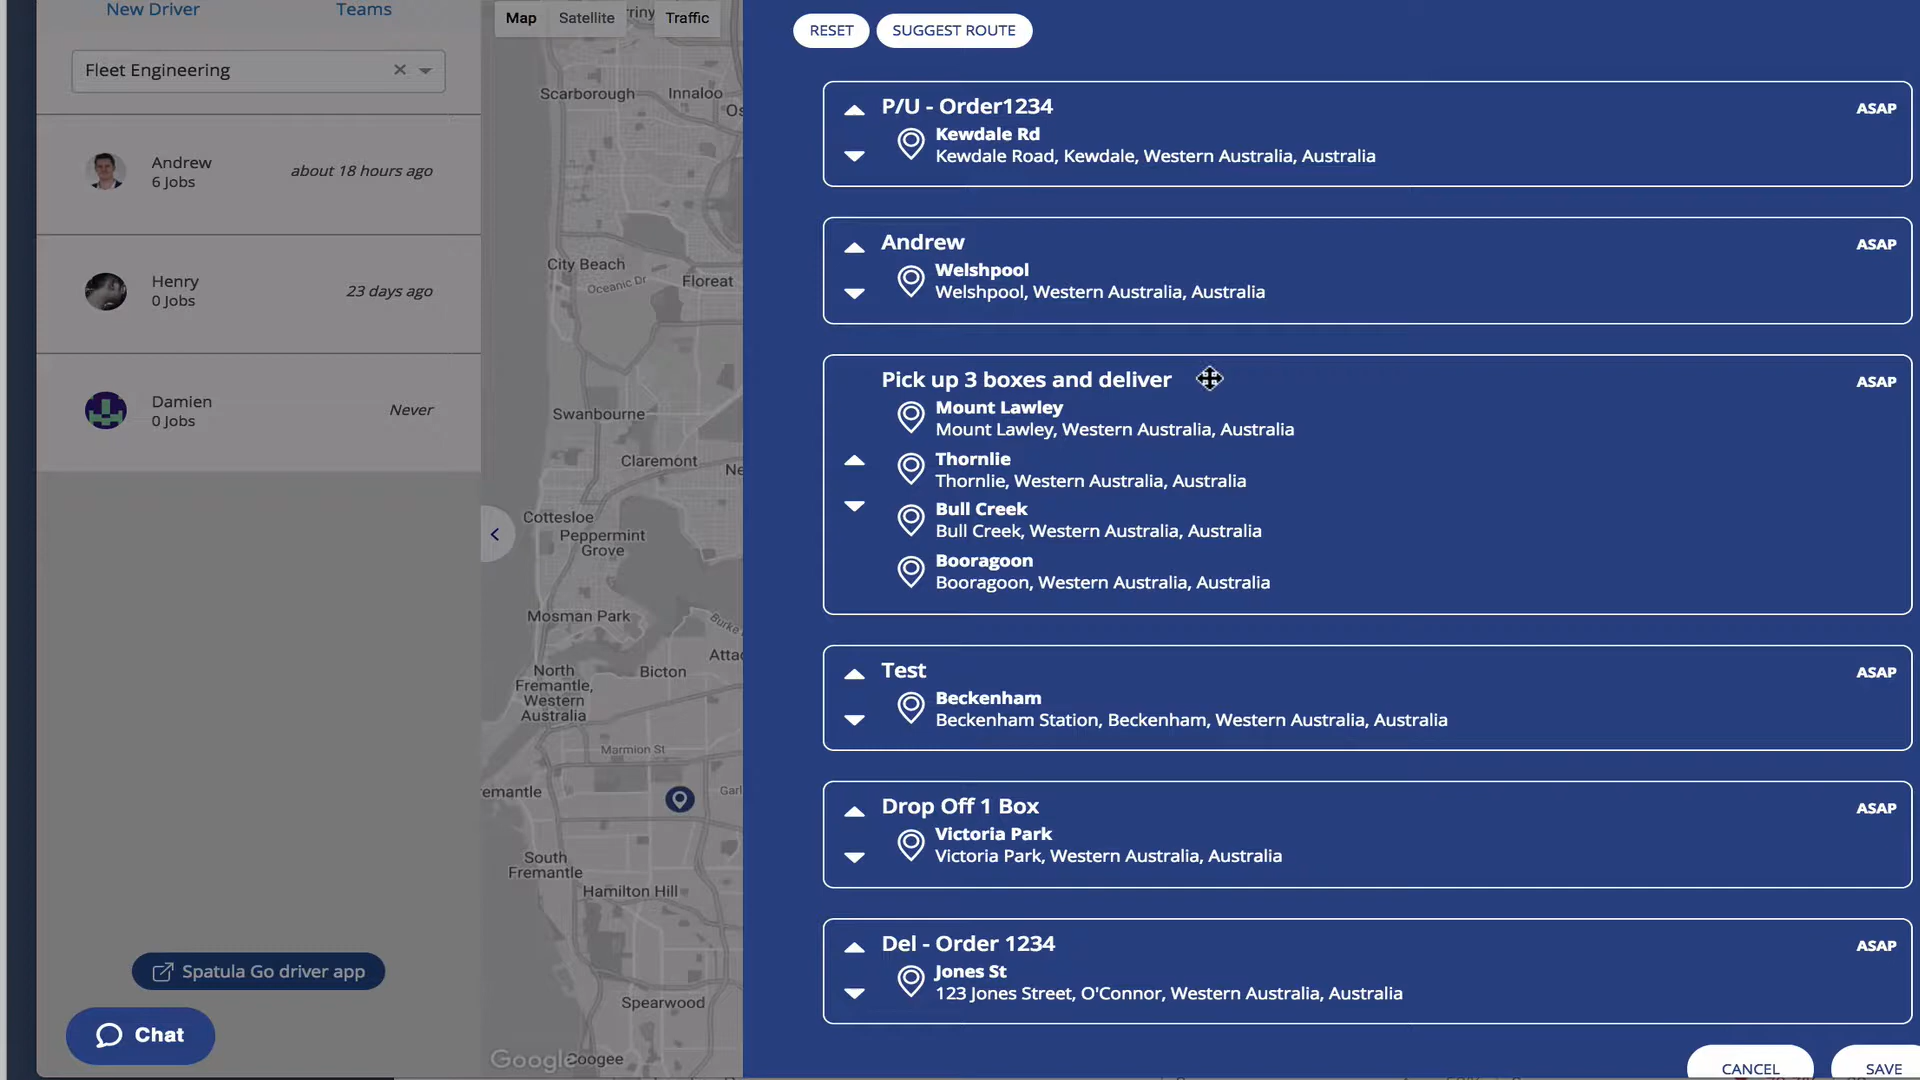 New Driver
Teams
Fleet Engineering
Andrew
6 Jobs
about 18 hours ago
Henry
0 Jobs
23 days ago
Damien
0 Jobs
Never
Spatula Go driver app
Chat
Map
Satellite
Traffic
Scarborough
Innaloo
City Beach
Oceanic Dr
Floreat
Swanbourne
Claremont
Cottesloe
Peppermint
Grove
Mosman Park
North
Fremantle,
Western
Australia
Bicton
Marmion St
South
Fremantle
Hamilton Hill
Spearwood
Google
Coogee
RESET
SUGGEST ROUTE
P/U - Order1234
ASAP
Kewdale Rd
Kewdale Road, Kewdale, Western Australia, Australia
Andrew
ASAP
Welshpool
Welshpool, Western Australia, Australia
Pick up 3 boxes and deliver
ASAP
Mount Lawley
Mount Lawley, Western Australia, Australia
Thornlie
Thornlie, Western Australia, Australia
Bull Creek
Bull Creek, Western Australia, Australia
Booragoon
Booragoon, Western Australia, Australia
Test
ASAP
Beckenham
Beckenham Station, Beckenham, Western Australia, Australia
Drop Off 1 Box
ASAP
Victoria Park
Victoria Park, Western Australia, Australia
Del - Order 1234
ASAP
Jones St
123 Jones Street, O'Connor, Western Australia, Australia
CANCEL
SAVE